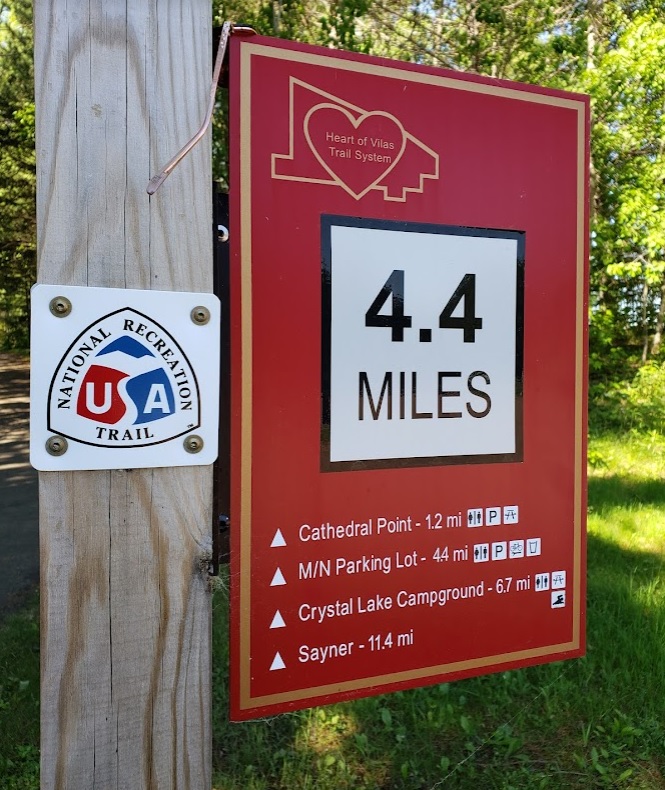 Heart of Vilas
Trail System
4.4
MILES
NATIONAL RECREATION
USA
TRAIL
™
Cathedral Point - 1.2 mi P
M/N Parking Lot - 4.4 mi P
Crystal Lake Campground - 6.7 mi
Sayner - 11.4 mi